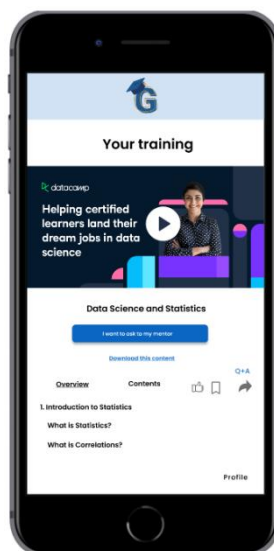 G
Your training
datacamp
Helping certified
learners land their
dream jobs in data
science
Data Science and Statistics
I want to ask to my mentor
Download this content
Q+A
Overview Contents
1. Introduction to Statistics
What is Statistics?
What is Correlations?
Profile